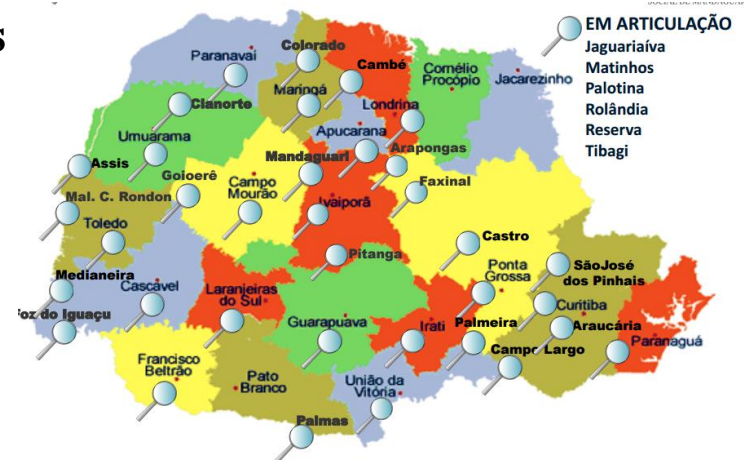 s
EM ARTICULAÇÃO
Jaguariaíva
Matinhos
Palotina
Rolândia
Reserva
Tibagi
Paranavaí
Colorado
Cambé
Cornélio
Procópio
Jacarezinho
Maringá
Londrina
Cianorte
Umuarama
Apucarana
Arapongas
Mandaguari
Assis
Goioerê
Campo
Mourão
Faxinal
Mal. C. Rondon
Ivaiporã
Toledo
Castro
Pitanga
Ponta
Grossa
SãoJosé
dos Pinhais
Medianeira
Cascavel
Laranjeiras
do Sul
Curitiba
Foz do Iguaçu
Guarapuava
Irati
Palmeira
Araucária
Paranaguá
Campo Largo
Francisco
Beltrão
Pato
Branco
União da
Vitória
Palmas